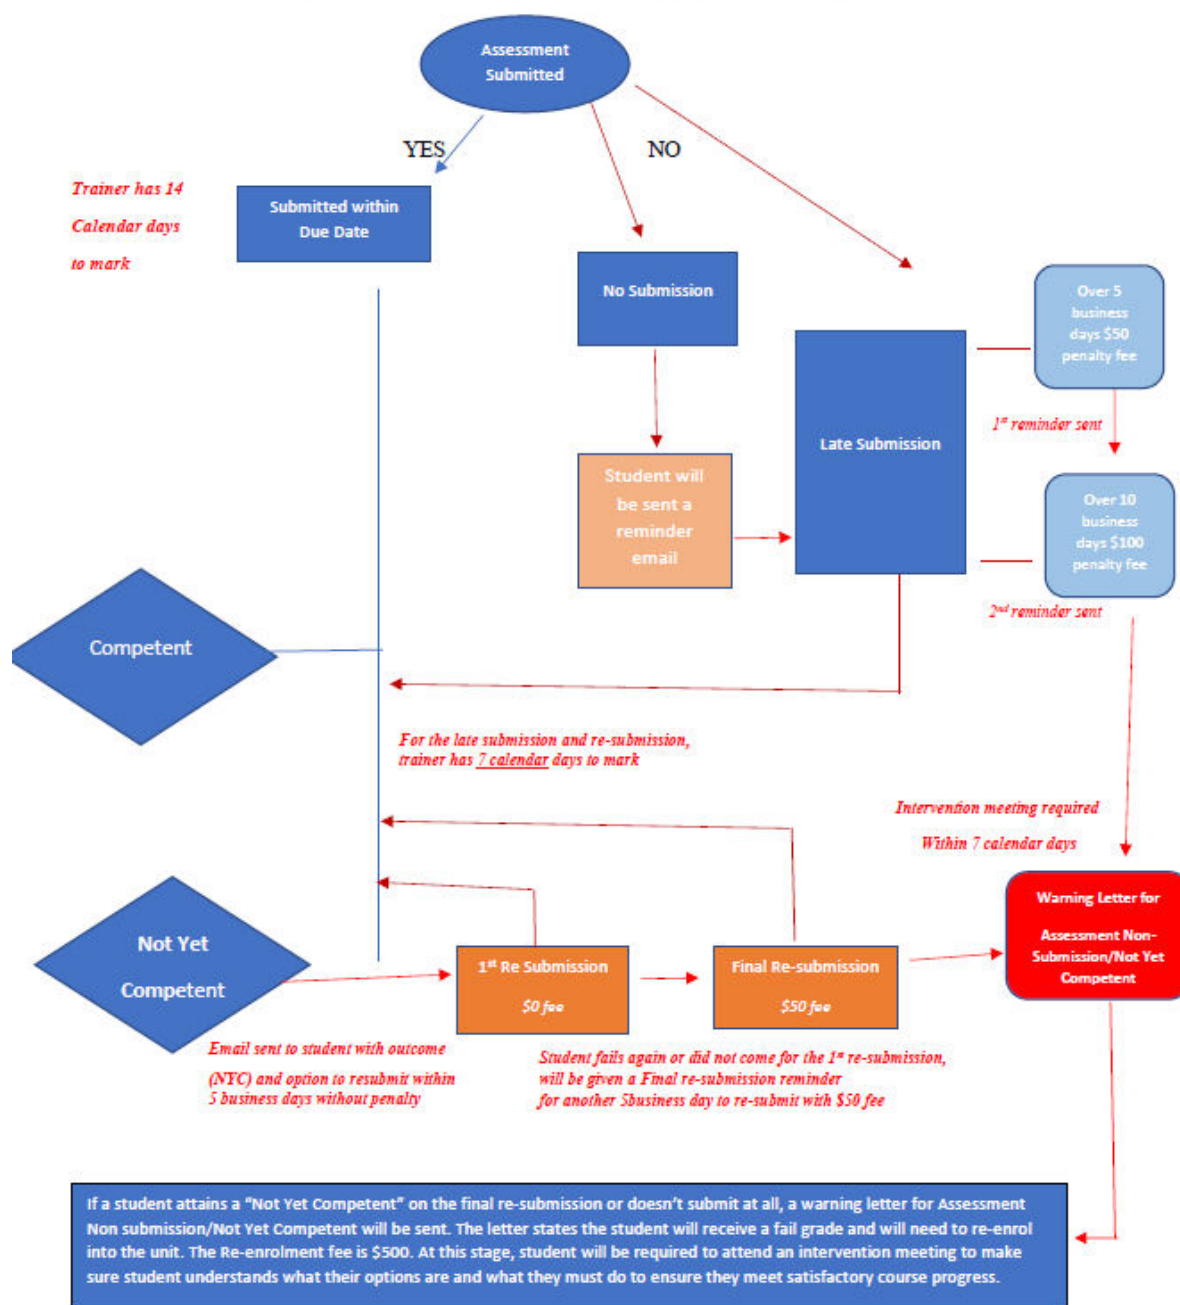 Assessment
Submitted
YES
NO
Trainer has 14
Calendar days
to mark
Submitted within
Due Date
No Submission
Over 5
business
days $50
penalty fee
1st reminder sent
Late Submission
Student will
be sent a
reminder
email
Over 10
business
days $100
penalty fee
2nd reminder sent
Competent
For the late submission and re-submission,
trainer has 7 calendar days to mark
Intervention meeting required
Within 7 calendar days
Warning Letter for
Assessment Non-
Submission/Not Yet
Competent
Not Yet
Competent
1st Re Submission
$0 fee
Final Re-submission
$50 fee
Email sent to student with outcome
(NYC) and option to resubmit within
5 business days without penalty
Student fails again or did not come for the 1st re-submission,
will be given a Final re-submission reminder
for another 5business day to re-submit with $50 fee
If a student attains a “Not Yet Competent” on the final re-submission or doesn’t submit at all, a warning letter for Assessment
Non submission/Not Yet Competent will be sent. The letter states the student will receive a fail grade and will need to re-enrol
into the unit. The Re-enrolment fee is $500. At this stage, student will be required to attend an intervention meeting to make
sure student understands what their options are and what they must do to ensure they meet satisfactory course progress.